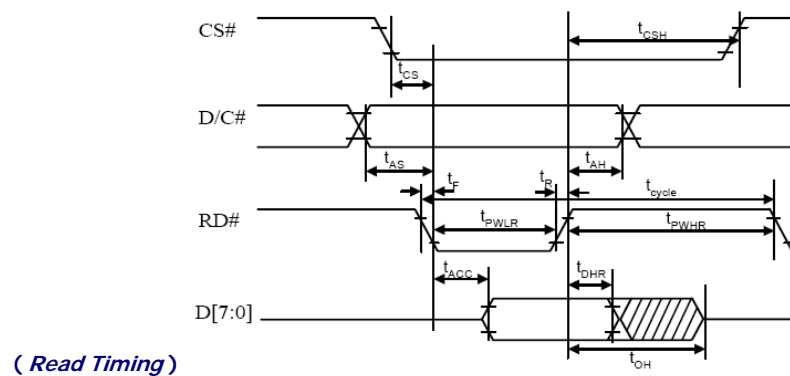 CS#
tCSH
tCS
D/C#
tAS
tAH
tF
tR
tcycle
RD#
tPWLR
tPWHR
tACC
tDHR
D[7:0]
tOH
( Read Timing )